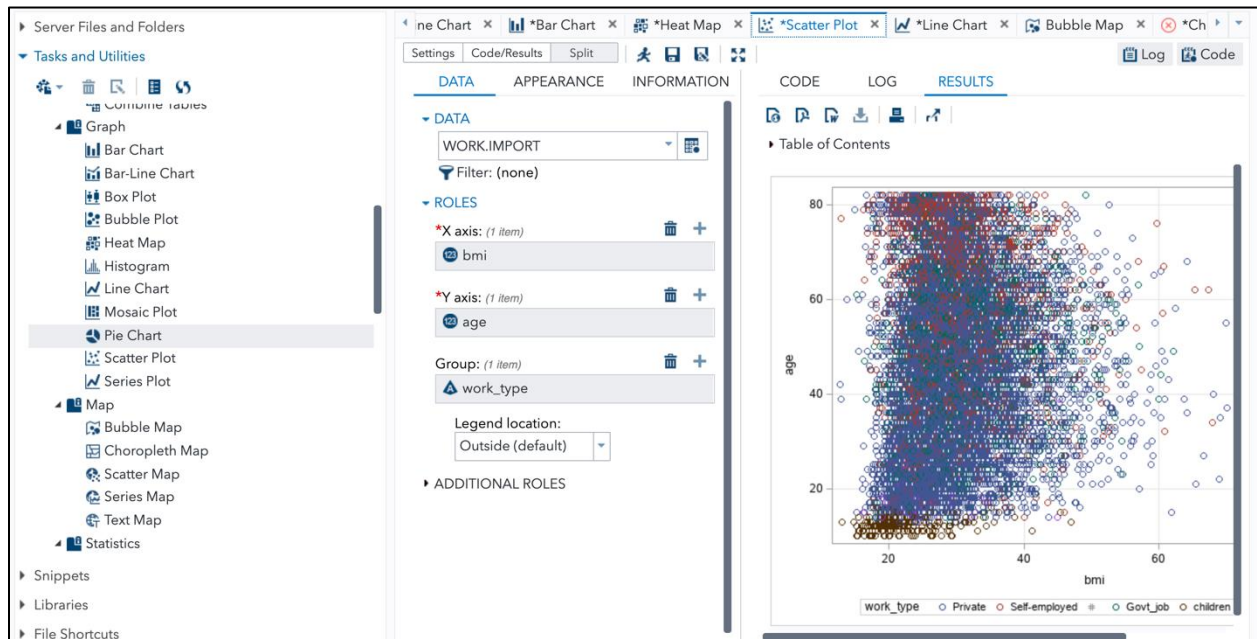 Server Files and Folders
Tasks and Utilities
Combine Tables
Graph
Bar Chart
Bar-Line Chart
Box Plot
Bubble Plot
Heat Map
Histogram
Line Chart
Mosaic Plot
Pie Chart
Scatter Plot
Series Plot
Map
Bubble Map
Choropleth Map
Scatter Map
Series Map
Text Map
Statistics
Snippets
Libraries
File Shortcuts
ne Chart *Bar Chart *Heat Map *Scatter Plot *Line Chart Bubble Map *Ch
Settings Code/Results Split Log Code
DATA APPEARANCE INFORMATION
DATA
WORK.IMPORT
Filter: (none)
ROLES
*X axis: (1 item)
123 bmi
*Y axis: (1 item)
123 age
Group: (1 item)
A work_type
Legend location:
Outside (default)
ADDITIONAL ROLES
CODE LOG RESULTS
Table of Contents
80
60
age
40
20
20 40 60
bmi
work_type Private Self-employed Govt_job children